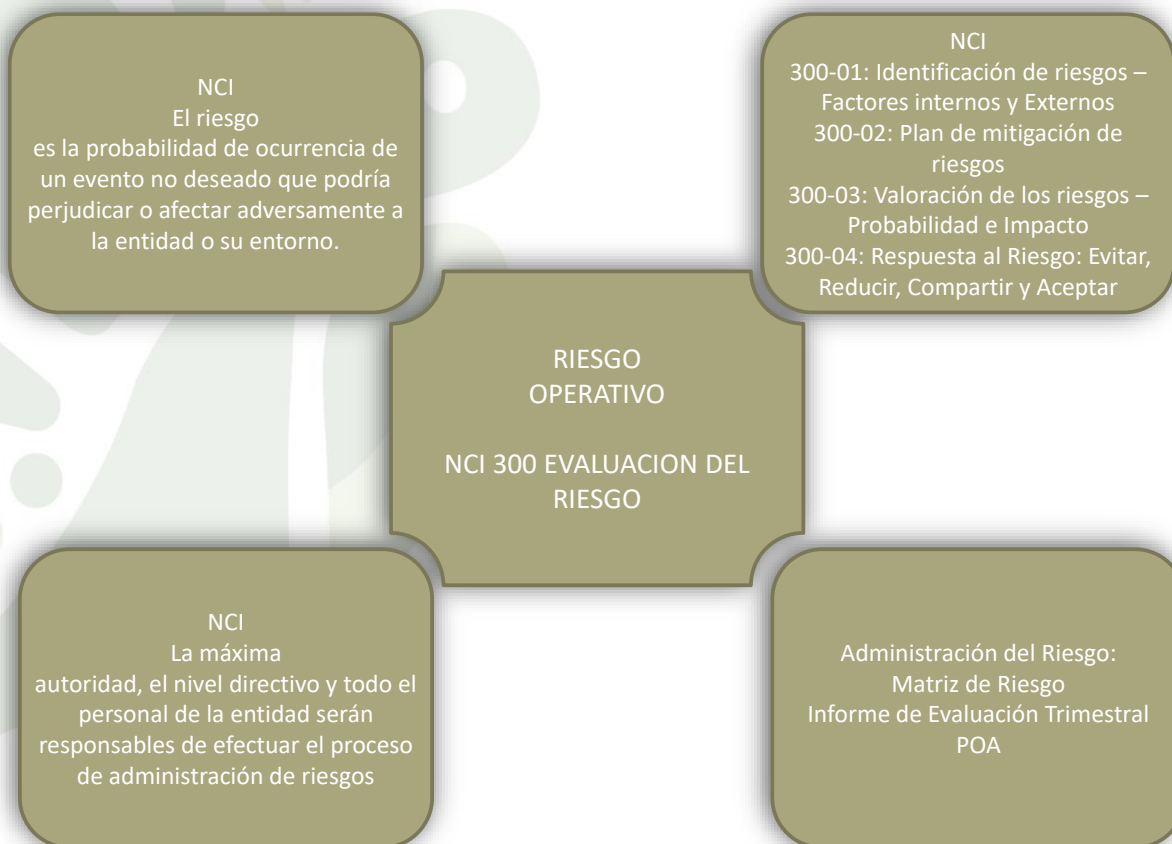 NCI
El riesgo
es la probabilidad de ocurrencia de
un evento no deseado que podría
perjudicar o afectar adversamente a
la entidad o su entorno.
NCI
300-01: Identificación de riesgos –
Factores internos y Externos
300-02: Plan de mitigación de
riesgos
300-03: Valoración de los riesgos –
Probabilidad e Impacto
300-04: Respuesta al Riesgo: Evitar,
Reducir, Compartir y Aceptar
RIESGO
OPERATIVO
NCI 300 EVALUACION DEL
RIESGO
NCI
La máxima
autoridad, el nivel directivo y todo el
personal de la entidad serán
responsables de efectuar el proceso
de administración de riesgos
Administración del Riesgo:
Matriz de Riesgo
Informe de Evaluación Trimestral
POA